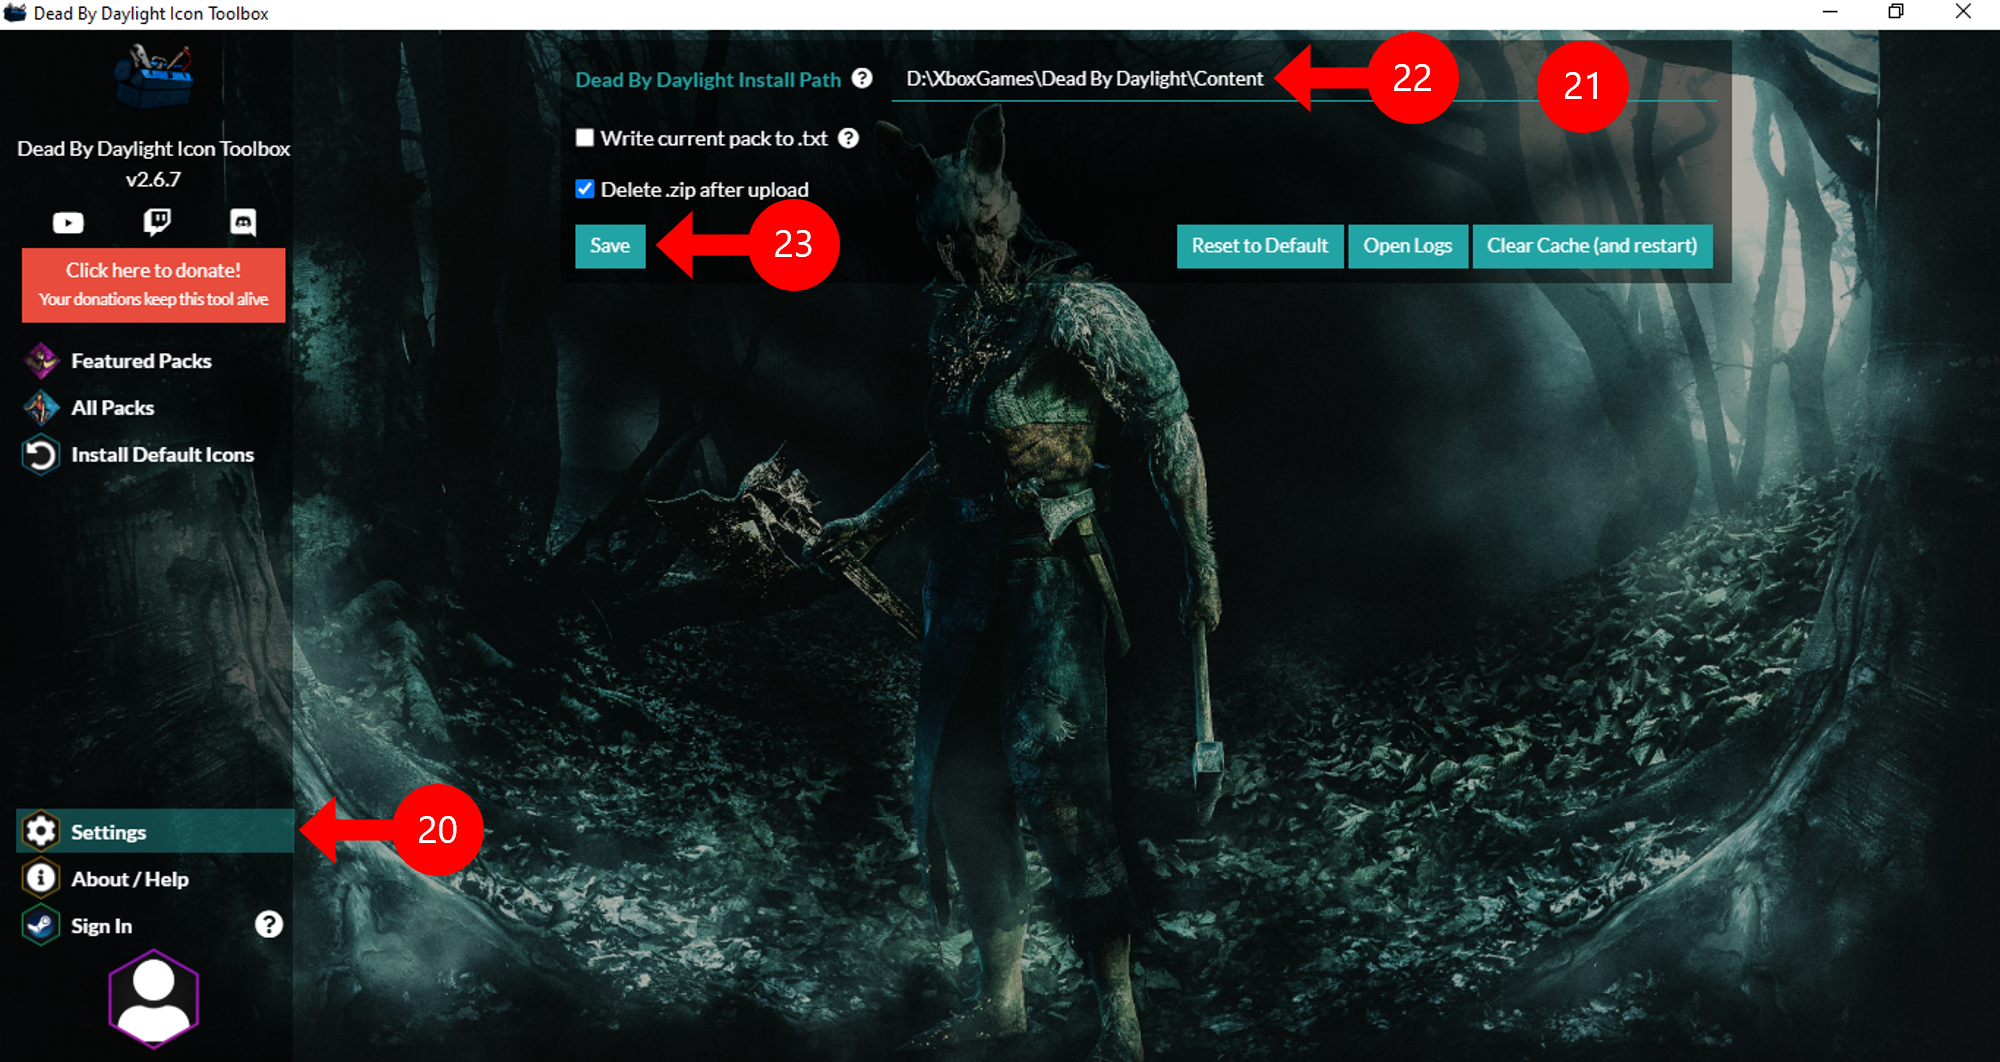 Dead By Daylight Icon Toolbox
Dead By Daylight Icon Toolbox
v2.6.7
Click here to donate!
Your donations keep this tool alive
Featured Packs
All Packs
Install Default Icons
Settings
20
About / Help
Sign In
?
Dead By Daylight Install Path ? D:\XboxGames\Dead By Daylight\Content
22
21
Write current pack to .txt ?
Delete .zip after upload
Save
23
Reset to Default
Open Logs
Clear Cache (and restart)